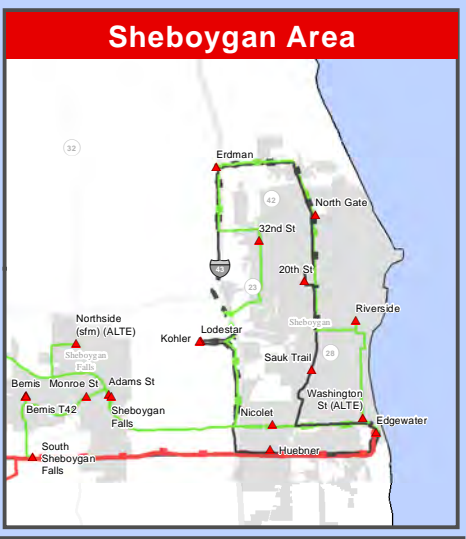 Sheboygan Area
32
Erdman
42
North Gate
32nd St
43
20th St
23
Riverside
Northside
(sfm) (ALTE)
Kohler
Lodestar
Sheboygan
Sheboygan
Falls
28
Sauk Trail
Bemis
Monroe St
Adams St
Bemis T42
Sheboygan
Falls
Washington
St (ALTE)
Nicolet
Edgewater
South
Sheboygan
Falls
Huebner